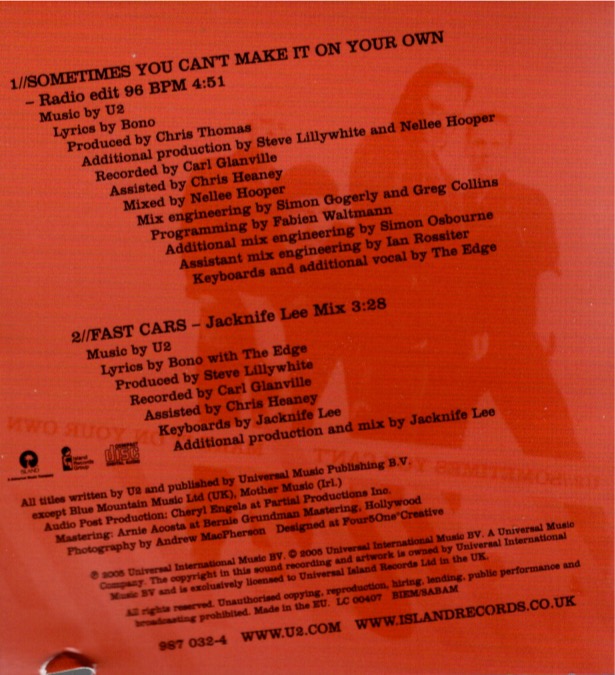 1//SOMETIMES YOU CAN'T MAKE IT ON YOUR OWN
– Radio edit 96 BPM 4:51
Music by U2
Lyrics by Bono
Produced by Chris Thomas
Additional production by Steve Lillywhite and Nellee Hooper
Recorded by Carl Glanville
Assisted by Chris Heaney
Mixed by Nellee Hooper
Mix engineering by Simon Gogerly and Greg Collins
Programming by Fabien Waltmann
Additional mix engineering by Simon Osbourne
Assistant mix engineering by Ian Rossiter
Keyboards and additional vocal by The Edge
2//FAST CARS – Jacknife Lee Mix 3:28
Music by U2
Lyrics by Bono with The Edge
Produced by Steve Lillywhite
Recorded by Carl Glanville
Assisted by Chris Heaney
Keyboards by Jacknife Lee
Additional production and mix by Jacknife Lee
ISLAND
Island
Records
Group
COMPACT
disc
DIGITAL AUDIO
All titles written by U2 and published by Universal Music Publishing B.V.
except Blue Mountain Music Ltd (UK), Mother Music (Irl.)
Audio Post Production: Cheryl Engels at Partial Productions Inc.
Mastering: Arnie Acosta at Bernie Grundman Mastering, Hollywood
Photography by Andrew MacPherson Designed at Four5One°Creative
℗ 2005 Universal International Music BV. © 2005 Universal International Music BV. A Universal Music
Company. The copyright in this sound recording and artwork is owned by Universal International
Music BV and is exclusively licensed to Universal Island Records Ltd in the UK.
All rights reserved. Unauthorised copying, reproduction, hiring, lending, public performance and
broadcasting prohibited. Made in the EU. LC 00407 BIEM/SABAM
987 032-4 WWW.U2.COM WWW.ISLANDRECORDS.CO.UK